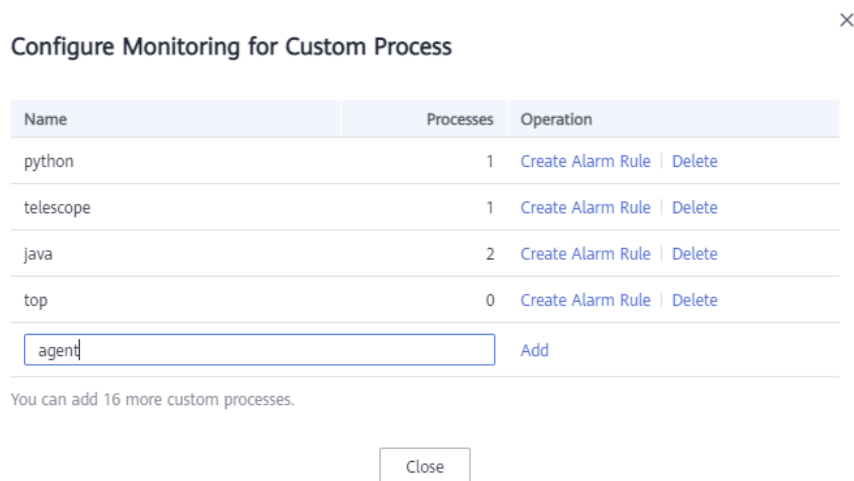 Configure Monitoring for Custom Process
Name Processes Operation
python 1 Create Alarm Rule Delete
telescope 1 Create Alarm Rule Delete
java 2 Create Alarm Rule Delete
top 0 Create Alarm Rule Delete
agent Add
You can add 16 more custom processes.
Close